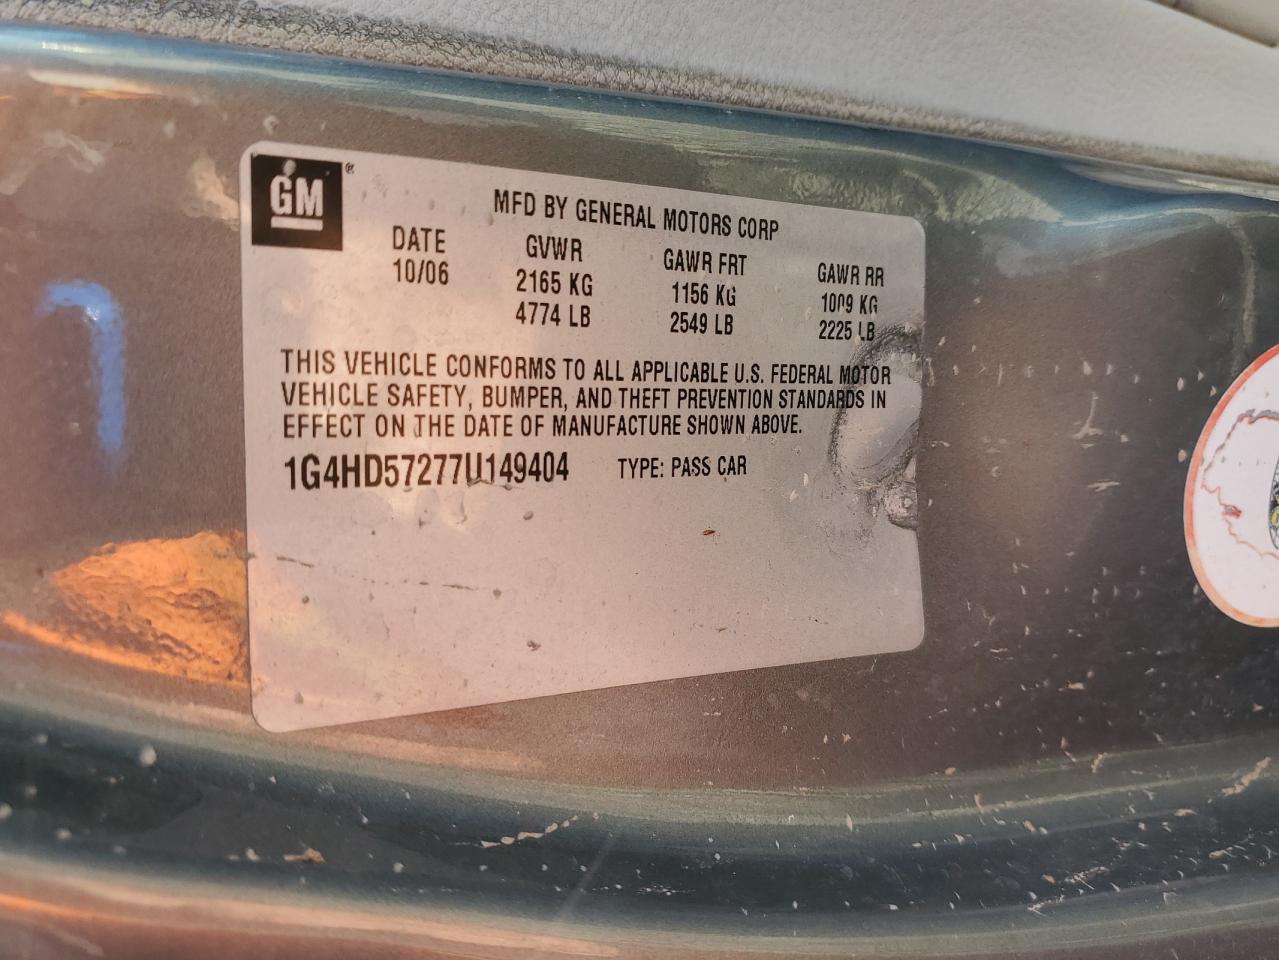 GM®
MFD BY GENERAL MOTORS CORP
DATE GVWR GAWR FRT GAWR RR
10/06 2165 KG 1156 KG 1009 KG
4774 LB 2549 LB 2225 LB
THIS VEHICLE CONFORMS TO ALL APPLICABLE U.S. FEDERAL MOTOR
VEHICLE SAFETY, BUMPER, AND THEFT PREVENTION STANDARDS IN
EFFECT ON THE DATE OF MANUFACTURE SHOWN ABOVE.
1G4HD57277U149404 TYPE: PASS CAR